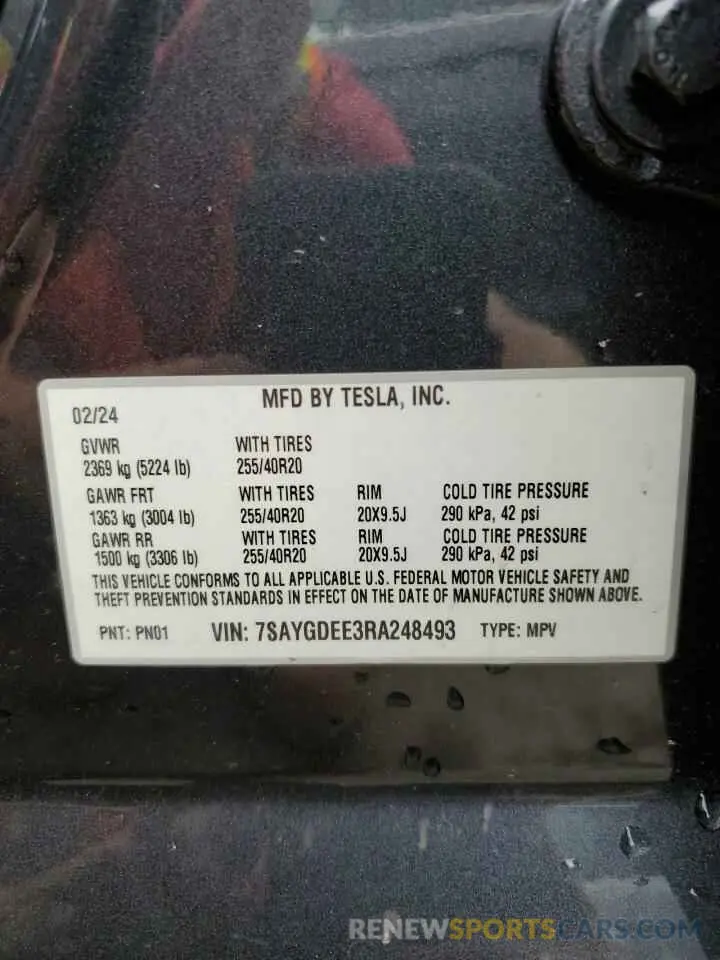 MFD BY TESLA, INC.
02/24
GVWR WITH TIRES
2369 kg (5224 lb) 255/40R20
GAWR FRT WITH TIRES RIM COLD TIRE PRESSURE
1363 kg (3004 lb) 255/40R20 20X9.5J 290 kPa, 42 psi
GAWR RR WITH TIRES RIM COLD TIRE PRESSURE
1500 kg (3306 lb) 255/40R20 20X9.5J 290 kPa, 42 psi
THIS VEHICLE CONFORMS TO ALL APPLICABLE U.S. FEDERAL MOTOR VEHICLE SAFETY AND
THEFT PREVENTION STANDARDS IN EFFECT ON THE DATE OF MANUFACTURE SHOWN ABOVE.
PNT: PN01 VIN: 7SAYGDEE3RA248493 TYPE: MPV
RENEWSPORTSCARS.COM